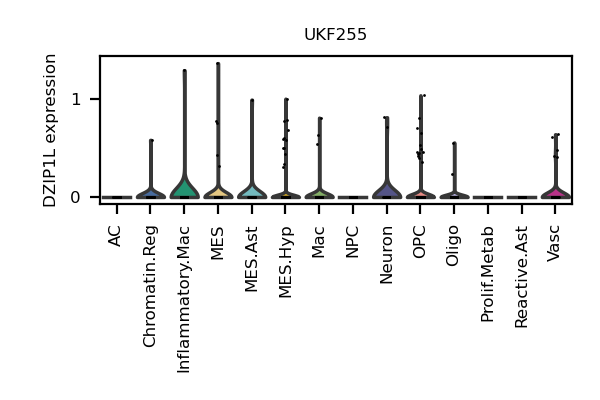 UKF255
DZIP1L expression
1
0
AC
Chromatin.Reg
Inflammatory.Mac
MES
MES.Ast
MES.Hyp
Mac
NPC
Neuron
OPC
Oligo
Prolif.Metab
Reactive.Ast
Vasc